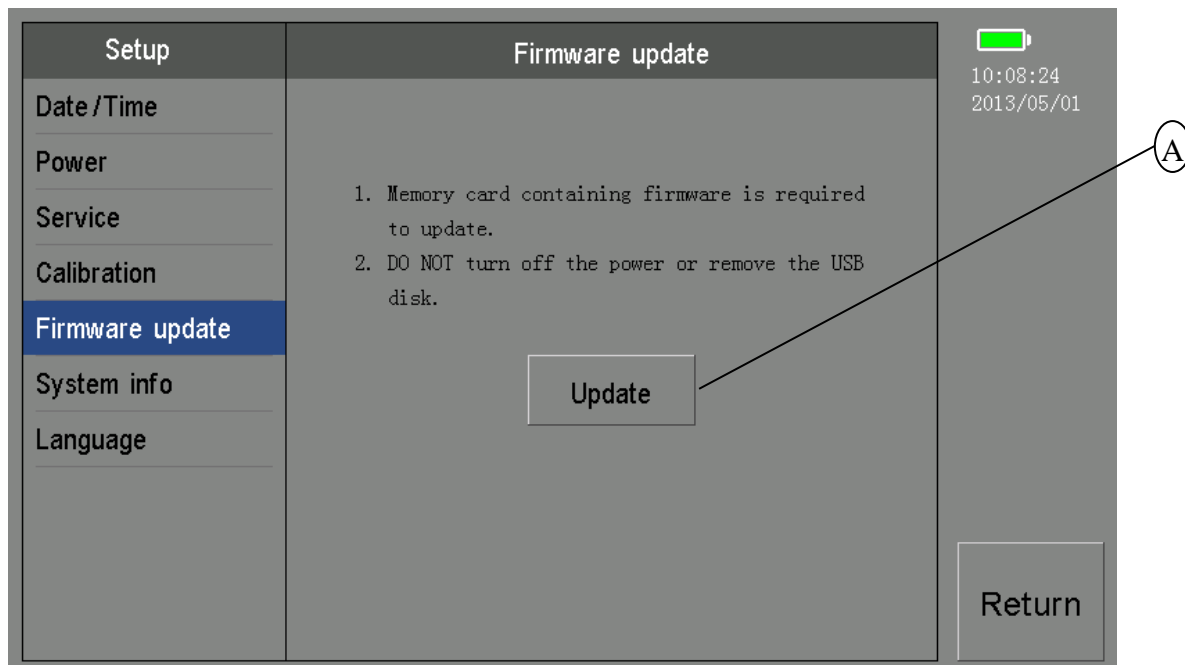 Setup
Date/Time
Power
Service
Calibration
Firmware update
System info
Language
Firmware update
1. Memory card containing firmware is required
to update.
2. DO NOT turn off the power or remove the USB
disk.
Update
10:08:24
2013/05/01
A
Return